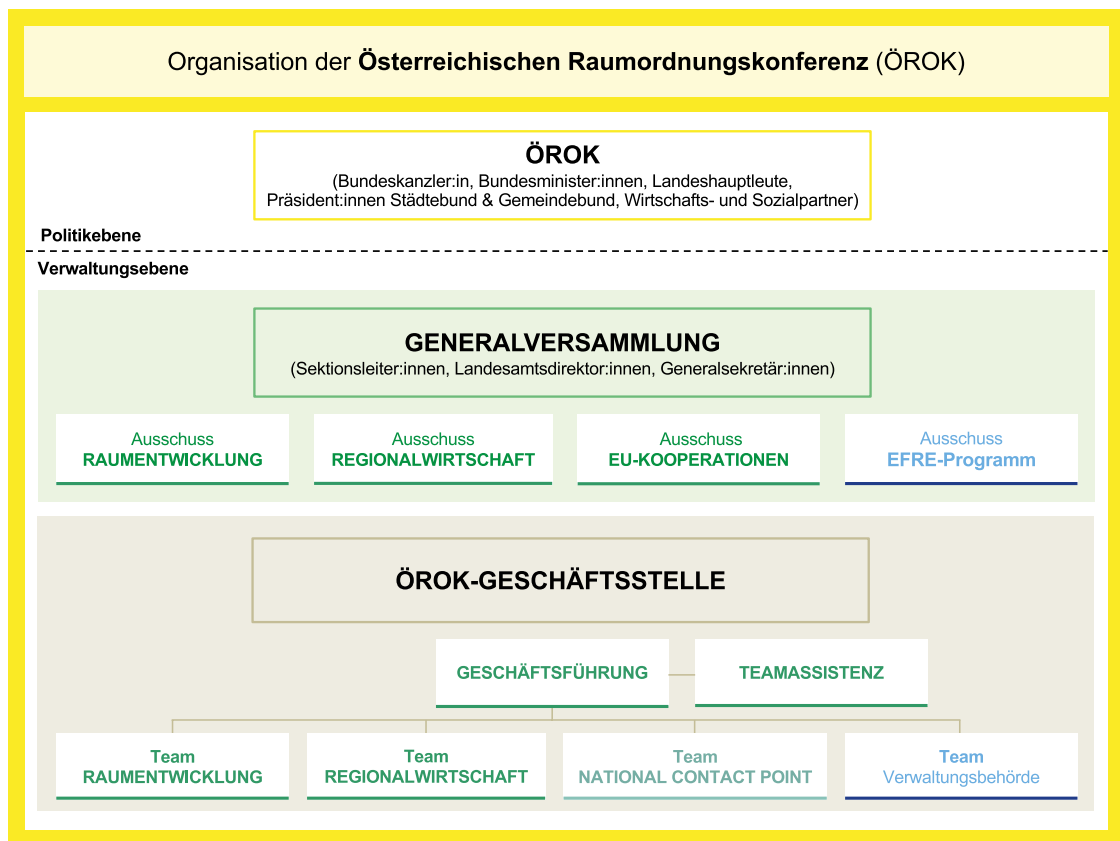 Organisation der Österreichischen Raumordnungskonferenz (ÖROK)
ÖROK
(Bundeskanzler:in, Bundesminister:innen, Landeshauptleute,
Präsident:innen Städtebund & Gemeindebund, Wirtschafts- und Sozialpartner)
Politikebene
Verwaltungsebene
GENERALVERSAMMLUNG
(Sektionsleiter:innen, Landesamtsdirektor:innen, Generalsekretär:innen)
Ausschuss
RAUMENTWICKLUNG
Ausschuss
REGIONALWIRTSCHAFT
Ausschuss
EU-KOOPERATIONEN
Ausschuss
EFRE-Programm
ÖROK-GESCHÄFTSSTELLE
GESCHÄFTSFÜHRUNG
TEAMASSISTENZ
Team
RAUMENTWICKLUNG
Team
REGIONALWIRTSCHAFT
Team
NATIONAL CONTACT POINT
Team
Verwaltungsbehörde